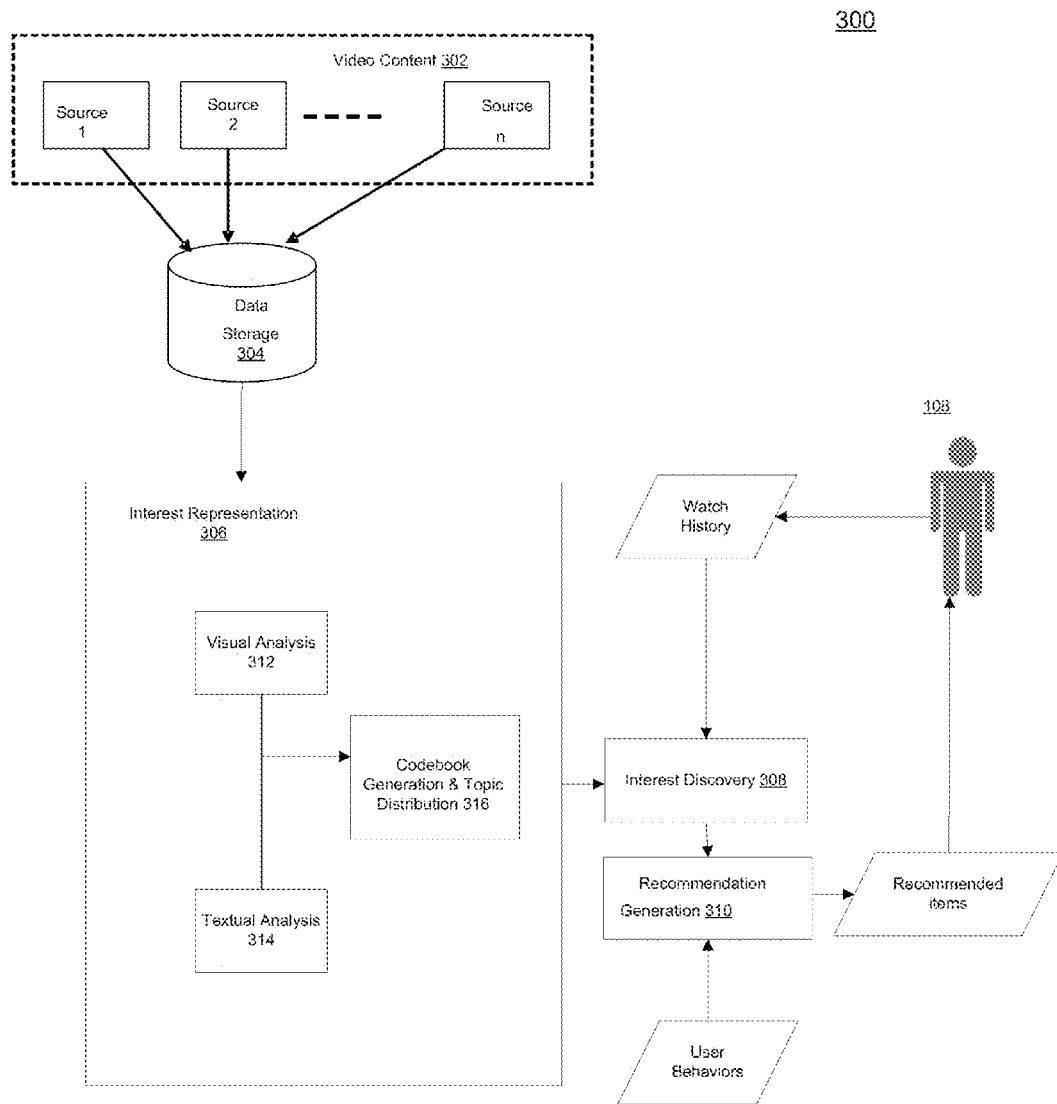 300
Video Content 302
Source
1
Source
2
Source
n
Data
Storage
304
108
Interest Representation
306
Watch
History
Visual Analysis
312
Codebook
Generation & Topic
Distribution 316
Interest Discovery 308
Textual Analysis
314
Recommendation
Generation 310
Recommended
items
User
Behaviors